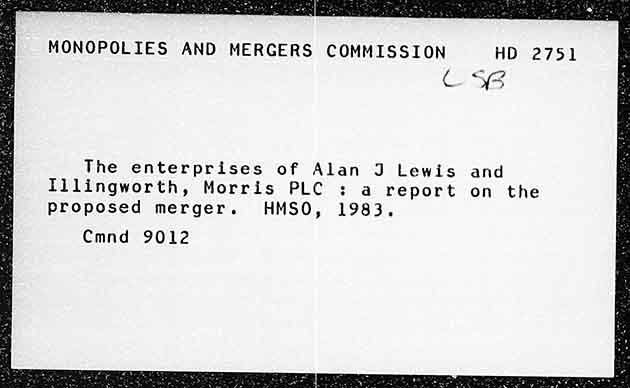 MONOPOLIES AND MERGERS COMMISSION HD 2751
LSB
The enterprises of Alan J Lewis and
Illingworth, Morris PLC : a report on the
proposed merger. HMSO, 1983.
Cmnd 9012